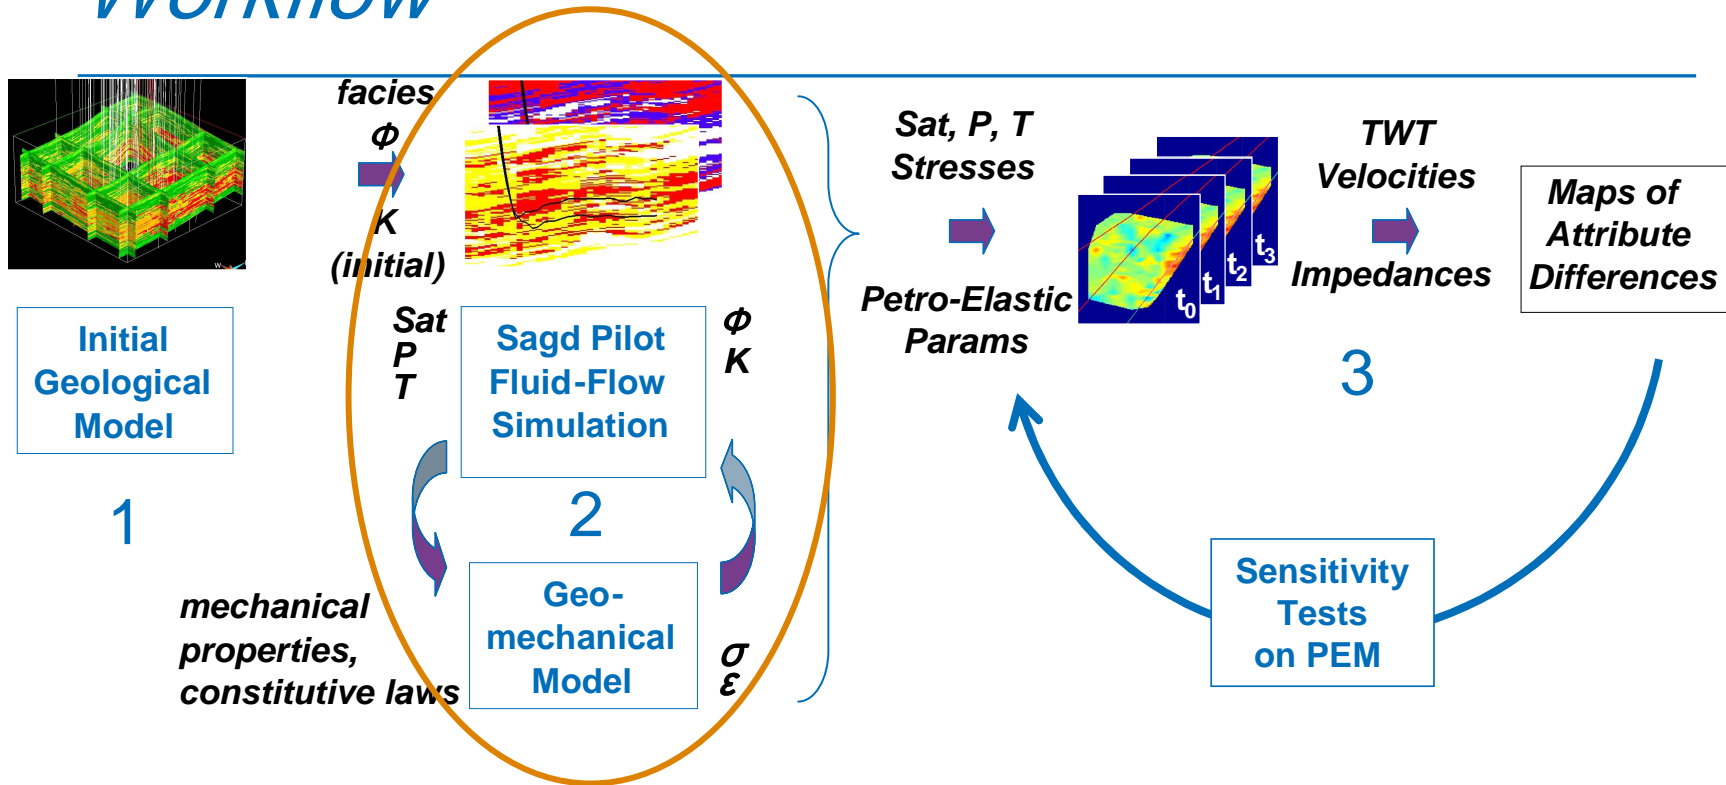 Workflow
facies
Φ
K
(initial)
Initial
Geological
Model
1
Sat
P
T
Sagd Pilot
Fluid-Flow
Simulation
Φ
K
2
mechanical
properties,
constitutive laws
Geo-
mechanical
Model
σ
ε
Sat, P, T
Stresses
Petro-Elastic
Params
t0
t1
t2
t3
TWT
Velocities
Impedances
3
Maps of
Attribute
Differences
Sensitivity
Tests
on PEM